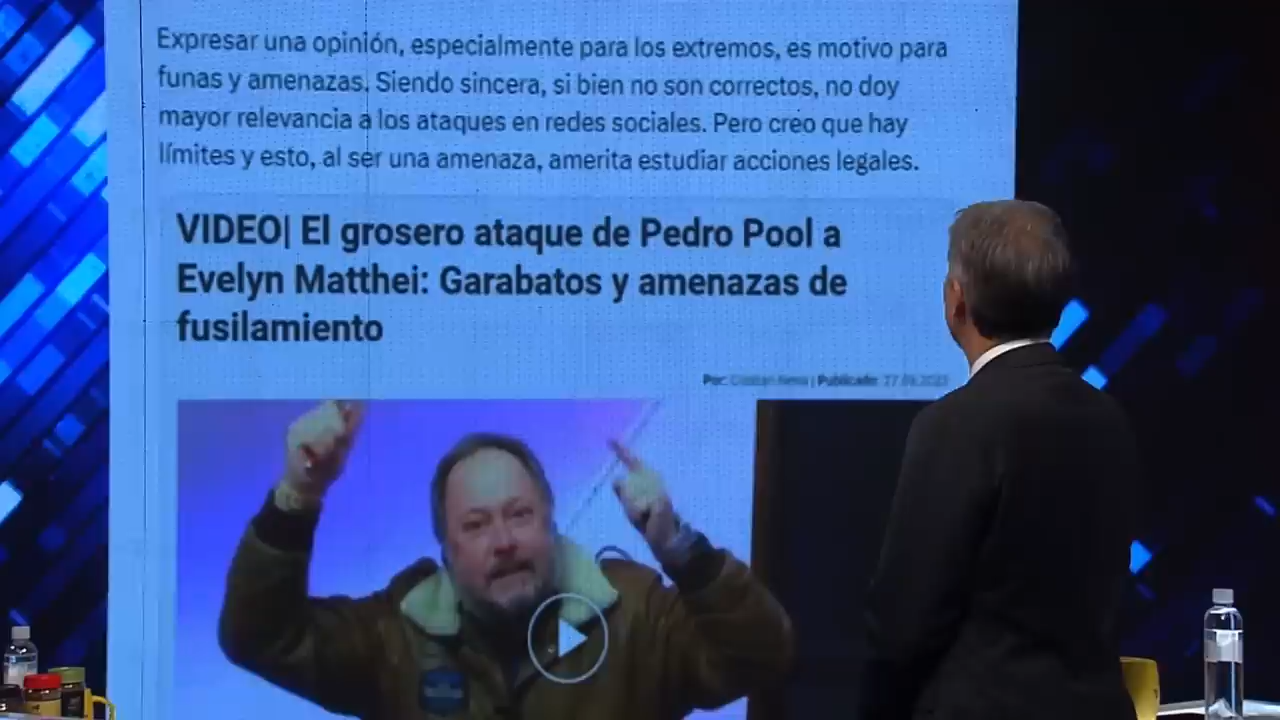 Expresar una opinión, especialmente para los extremos, es motivo para
funas y amenazas. Siendo sincera, si bien no son correctos, no doy
mayor relevancia a los ataques en redes sociales. Pero creo que hay
límites y esto, al ser una amenaza, amerita estudiar acciones legales.
VIDEO| El grosero ataque de Pedro Pool a
Evelyn Matthei: Garabatos y amenazas de
fusilamiento
Por: | Publicado: